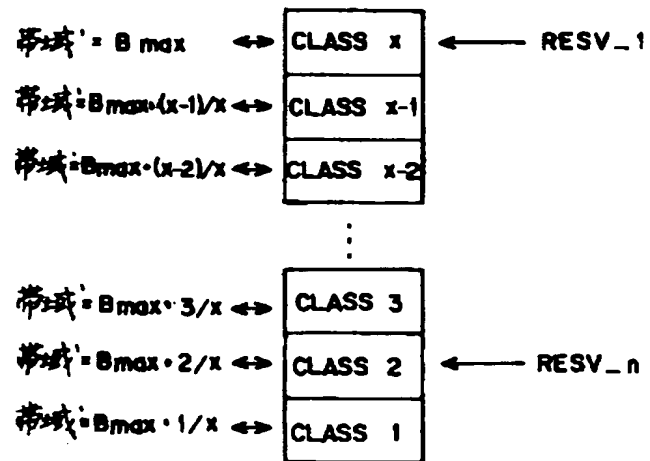 帯域'= B max ↔ CLASS x ← RESV_1
帯域'= Bmax・(x-1)/x ↔ CLASS x-1
帯域'= Bmax・(x-2)/x ↔ CLASS x-2
⋮
帯域'= Bmax・3/x ↔ CLASS 3
帯域'= Bmax・2/x ↔ CLASS 2 ← RESV_n
帯域'= Bmax・1/x ↔ CLASS 1